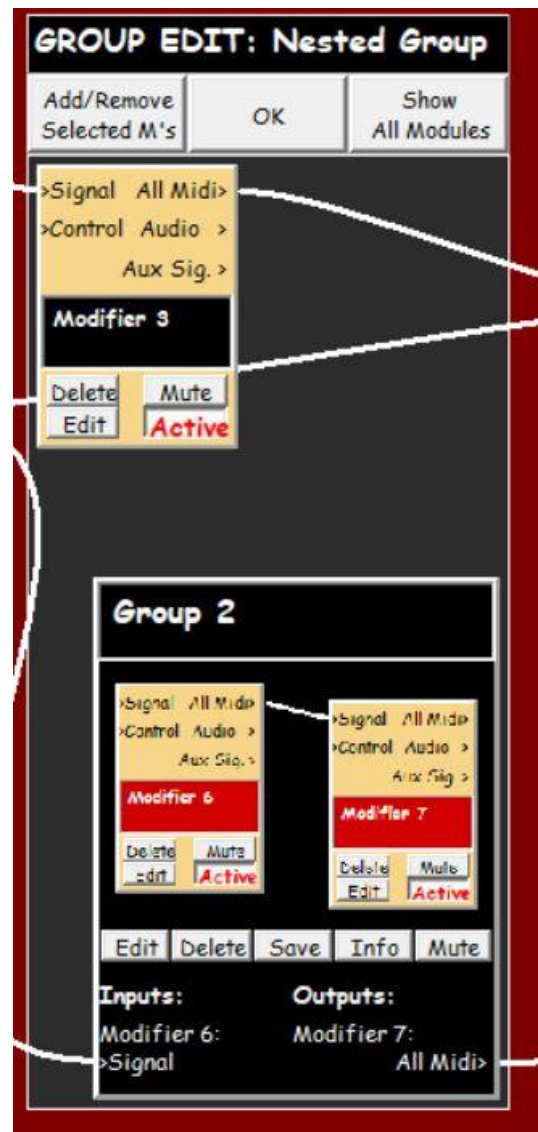 GROUP EDIT: Nested Group
Add/Remove
Selected M's
OK
Show
All Modules
>Signal All Midi>
>Control Audio >
Aux Sig. >
Modifier 3
Delete Mute
Edit Active
Group 2
>Signal All Midi>
>Control Audio >
Aux Sig. >
Modifier 6
Delete Mute
Edit Active
>Signal All Midi>
>Control Audio >
Aux Sig >
Modifier 7
Delete Mute
Edit Active
Edit Delete Save Info Mute
Inputs: Outputs:
Modifier 6: Modifier 7:
>Signal All Midi>